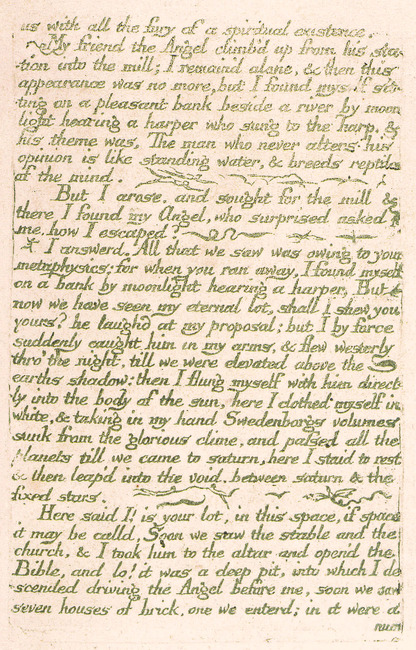 us with all the fury of a spiritual existence.
My friend the Angel climb'd up from his sta-
tion into the mill; I remain'd alone, & then this
appearance was no more, but I found myself sit-
ting on a pleasant bank beside a river by moon
light hearing a harper who sung to the harp, &
his theme was, The man who never alters his
opinion is like standing water, & breeds reptiles
of the mind.
But I arose, and sought for the mill &
there I found my Angel, who surprised asked
me, how I escaped?
I answerd. All that we saw was owing to your
metaphysics; for when you ran away, I found myself
on a bank by moonlight hearing a harper, But
now we have seen my eternal lot, shall I shew you
yours? he laugh'd at my proposal; but I by force
suddenly caught him in my arms, & flew westerly
thro' the night, till we were elevated above the
earths shadow: then I flung myself with him direct-
ly into the body of the sun, here I clothed myself in
white, & taking in my hand Swedenborgs volumes
sunk from the glorious clime, and passed all the
planets till we came to saturn, here I staid to rest
& then leap'd into the void, between saturn & the
fixed stars.
Here said I! is your lot, in this space, if space
it may be calld, Soon we saw the stable and the
church, & I took him to the altar and open'd the
Bible, and lo! it was a deep pit, into which I de
scended driving the Angel before me, soon we saw
seven houses of brick, one we enterd; in it were a
num